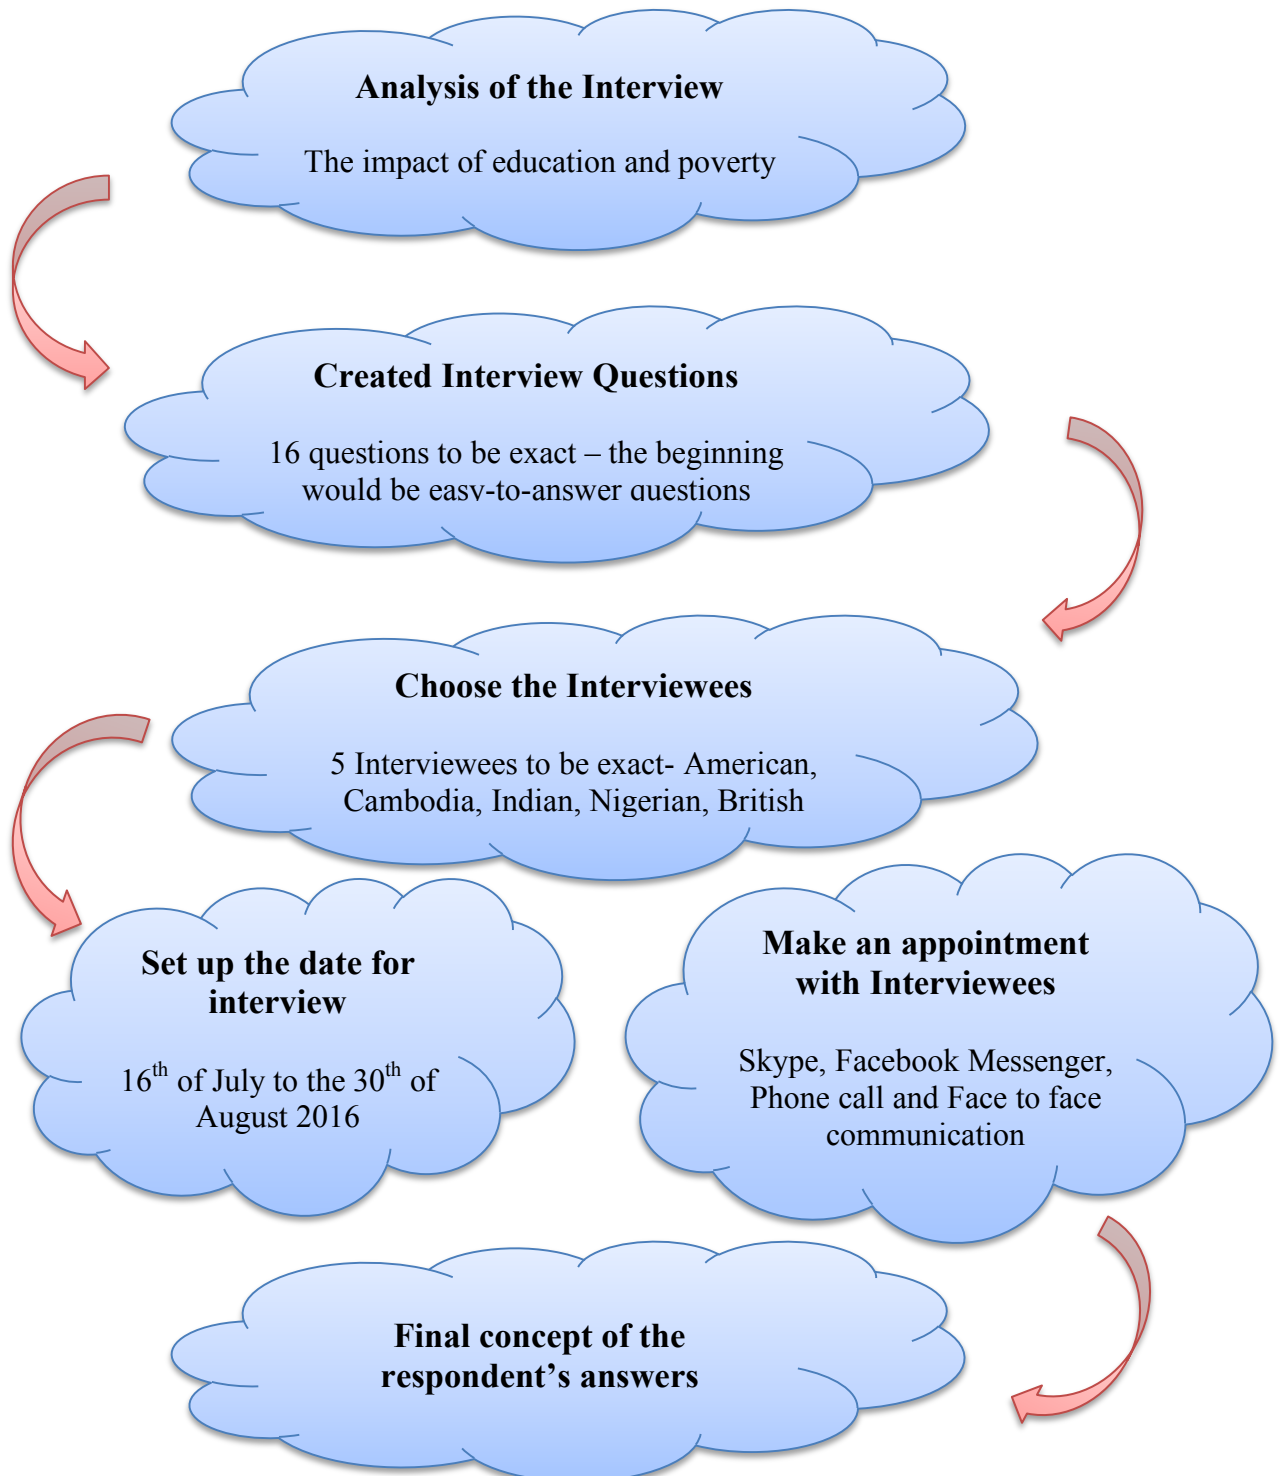 Analysis of the Interview
The impact of education and poverty
Created Interview Questions
16 questions to be exact – the beginning
would be easy-to-answer questions
Choose the Interviewees
5 Interviewees to be exact- American,
Cambodia, Indian, Nigerian, British
Set up the date for
interview
16th of July to the 30th of
August 2016
Make an appointment
with Interviewees
Skype, Facebook Messenger,
Phone call and Face to face
communication
Final concept of the
respondent’s answers